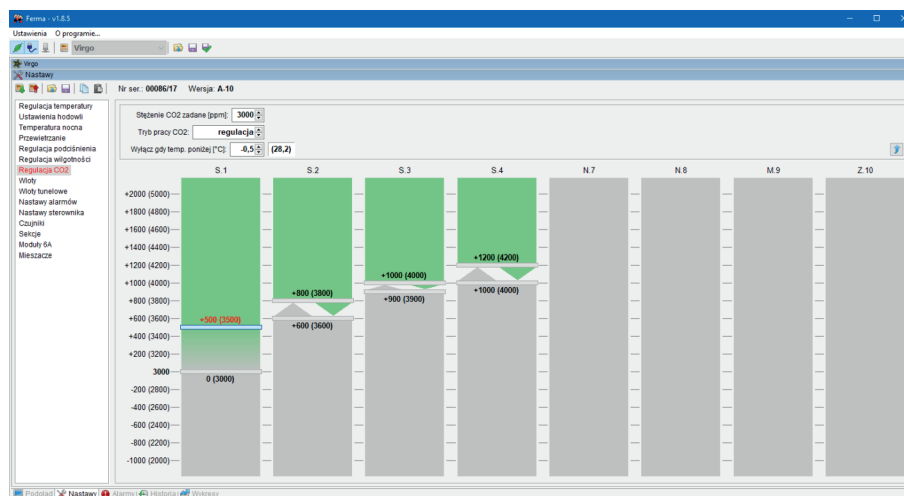 Ferma - v1.8.5
Ustawienia O programie...
Virgo
Virgo
Nastawy
Nr ser.: 00086/17 Wersja: A-10
Regulacja temperatury
Ustawienia hodowli
Temperatura nocna
Przewietrzanie
Regulacja podciśnienia
Regulacja wilgotności
Regulacja CO2
Wloty
Wloty tunelowe
Nastawy alarmów
Nastawy sterownika
Czujniki
Sekcje
Moduły 6A
Mieszacze
Stężenie CO2 zadane [ppm]: 3000
Tryb pracy CO2: regulacja
Wyłącz gdy temp. poniżej [°C]: -0,5 (28,2)
S.1 S.2 S.3 S.4 N.7 N.8 M.9 Z.10
+2000 (5000)
+1800 (4800)
+1600 (4600)
+1400 (4400)
+1200 (4200)
+1000 (4000)
+800 (3800)
+600 (3600)
+400 (3400)
+200 (3200)
3000
-200 (2800)
-400 (2600)
-600 (2400)
-800 (2200)
-1000 (2000)
+500 (3500)
0 (3000)
+800 (3800)
+600 (3600)
+1000 (4000)
+900 (3900)
+1200 (4200)
+1000 (4000)
Podgląd Nastawy Alarmy Historia Wykresy